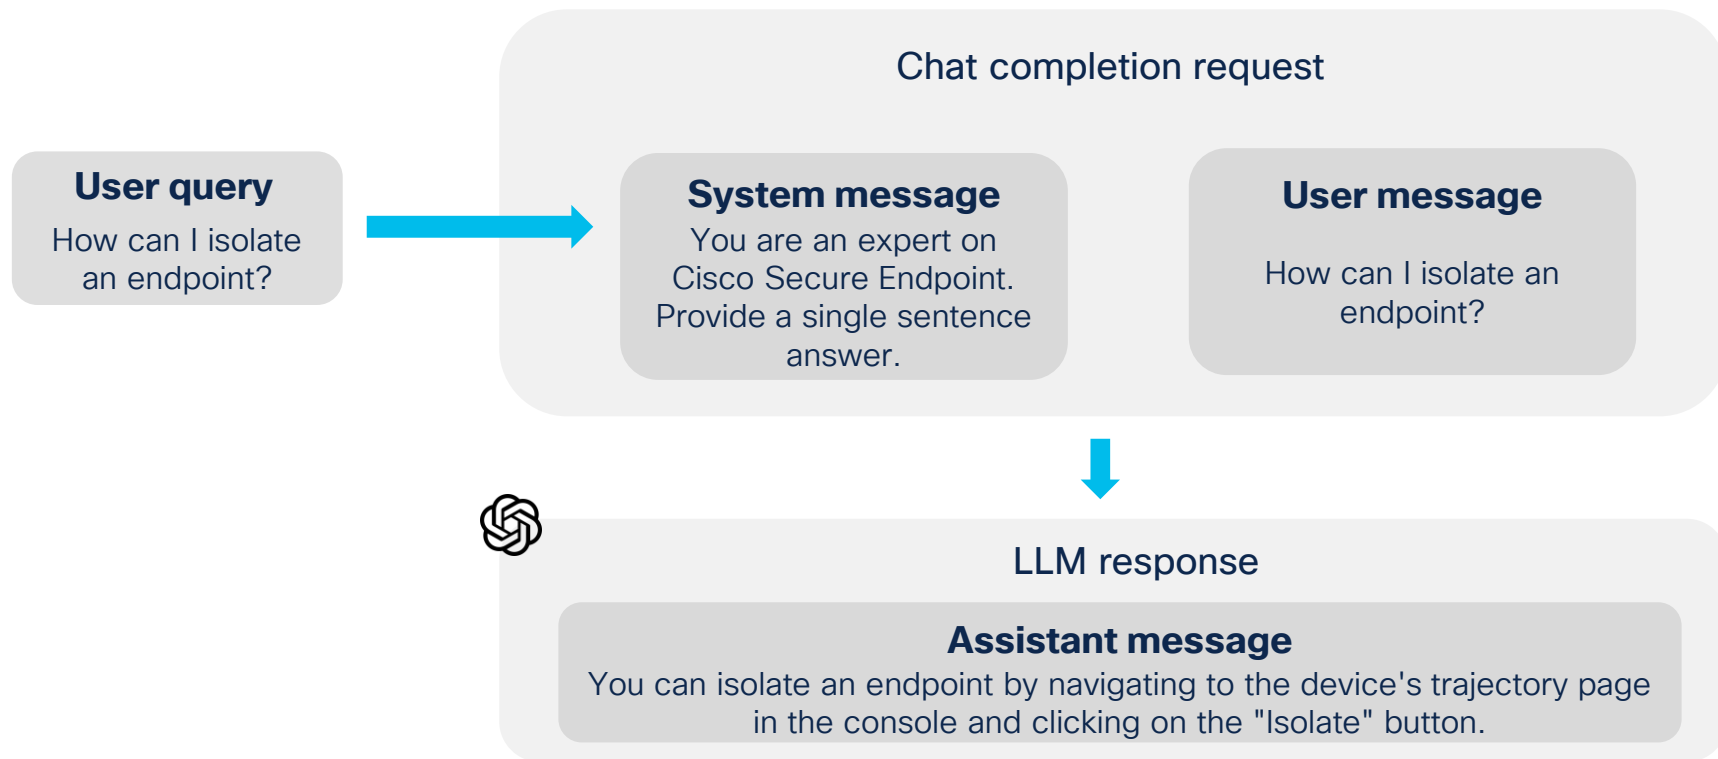 Chat completion request
User query
How can I isolate
an endpoint?
System message
You are an expert on
Cisco Secure Endpoint.
Provide a single sentence
answer.
User message
How can I isolate an
endpoint?
LLM response
Assistant message
You can isolate an endpoint by navigating to the device's trajectory page
in the console and clicking on the "Isolate" button.